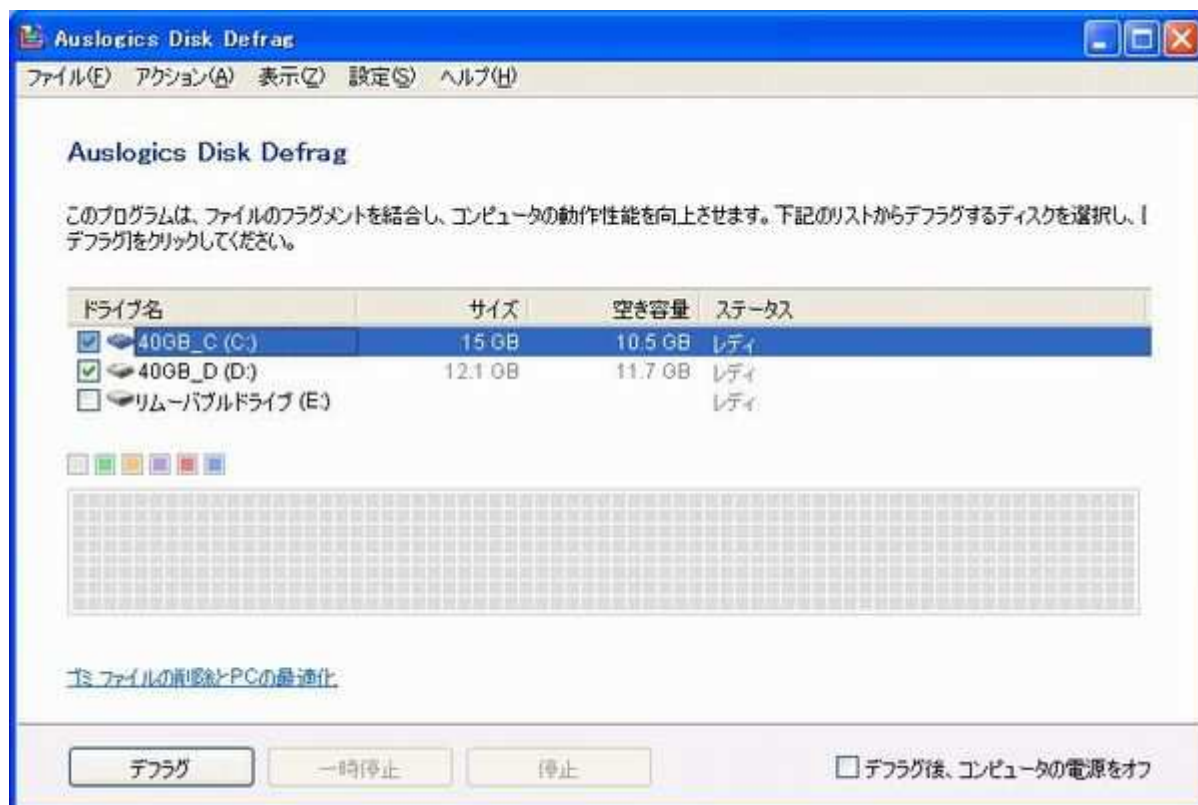 Auslogics Disk Defrag
ファイル(F) アクション(A) 表示(Z) 設定(S) ヘルプ(H)
Auslogics Disk Defrag
このプログラムは、ファイルのフラグメントを結合し、コンピュータの動作性能を向上させます。下記のリストからデフラグするディスクを選択し、[
デフラグ]をクリックしてください。
ドライブ名 サイズ 空き容量 ステータス
40GB_C (C:) 15 GB 10.5 GB レディ
40GB_D (D:) 12.1 GB 11.7 GB レディ
リムーバブルドライブ (E:) レディ
ゴミ ファイルの削除とPCの最適化
デフラグ 一時停止 停止 デフラグ後、コンピュータの電源をオフ